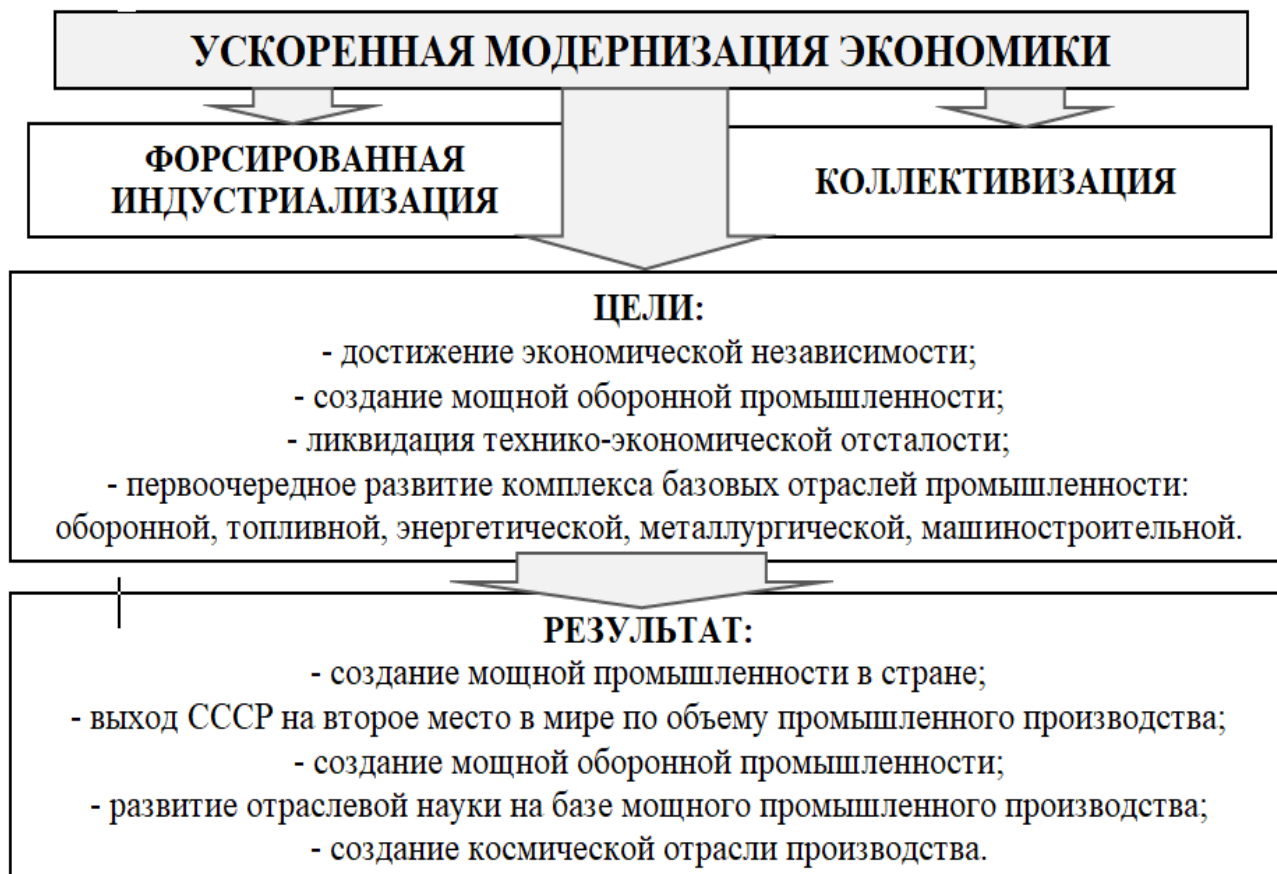 УСКОРЕННАЯ МОДЕРНИЗАЦИЯ ЭКОНОМИКИ
ФОРСИРОВАННАЯ
ИНДУСТРИАЛИЗАЦИЯ
КОЛЛЕКТИВИЗАЦИЯ
ЦЕЛИ:
- достижение экономической независимости;
- создание мощной оборонной промышленности;
- ликвидация технико-экономической отсталости;
- первоочередное развитие комплекса базовых отраслей промышленности:
оборонной, топливной, энергетической, металлургической, машиностроительной.
РЕЗУЛЬТАТ:
- создание мощной промышленности в стране;
- выход СССР на второе место в мире по объему промышленного производства;
- создание мощной оборонной промышленности;
- развитие отраслевой науки на базе мощного промышленного производства;
- создание космической отрасли производства.